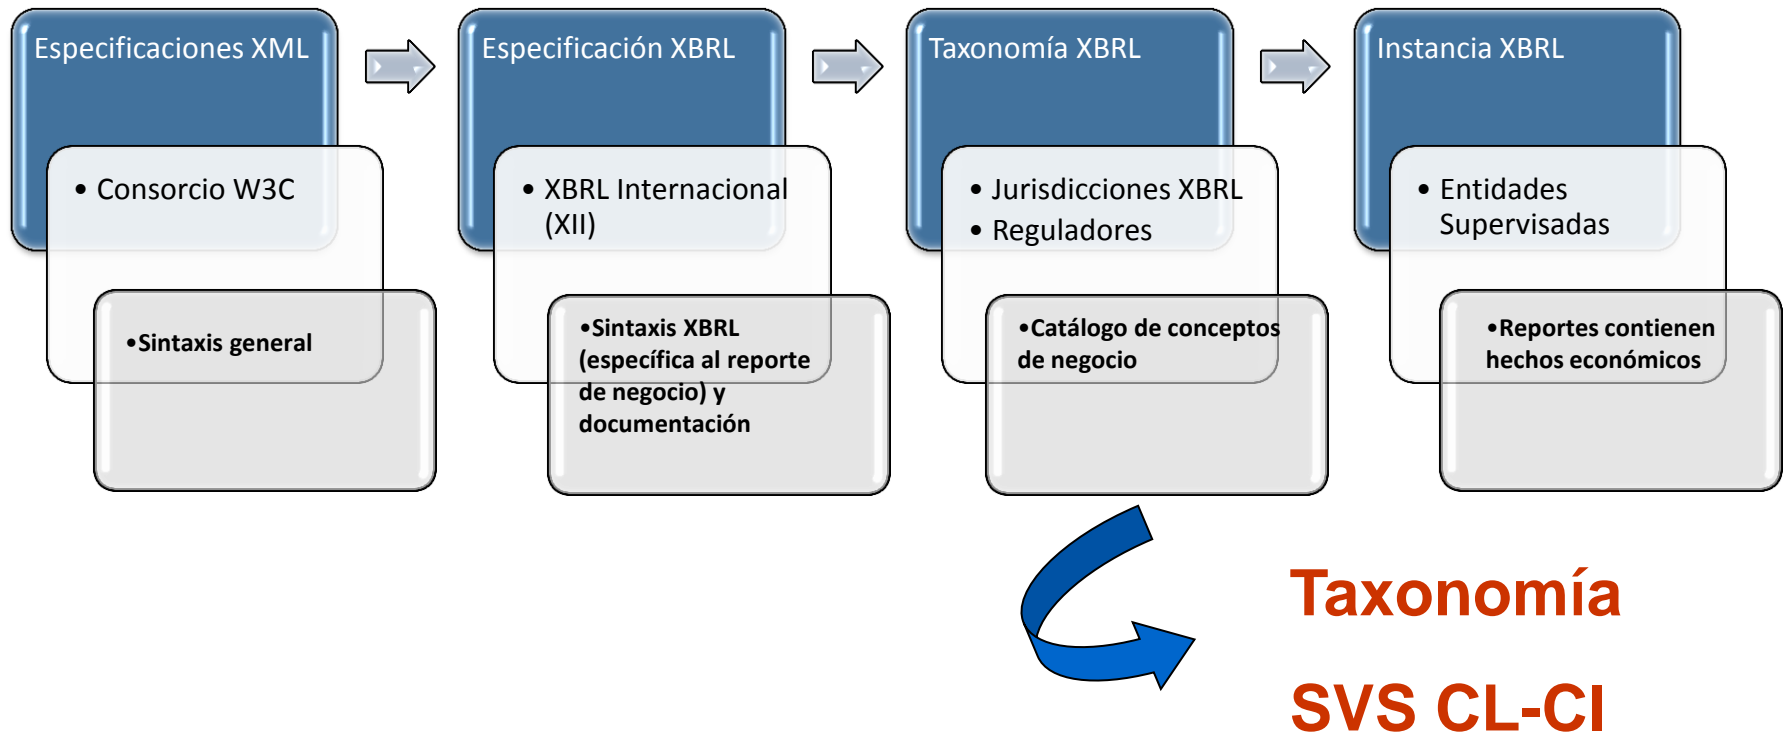 Especificaciones XML
• Consorcio W3C
•Sintaxis general
Especificación XBRL
• XBRL Internacional
(XII)
•Sintaxis XBRL
(específica al reporte
de negocio) y
documentación
Taxonomía XBRL
• Jurisdicciones XBRL
• Reguladores
•Catálogo de conceptos
de negocio
Instancia XBRL
• Entidades
Supervisadas
•Reportes contienen
hechos económicos
Taxonomía
SVS CL-CI